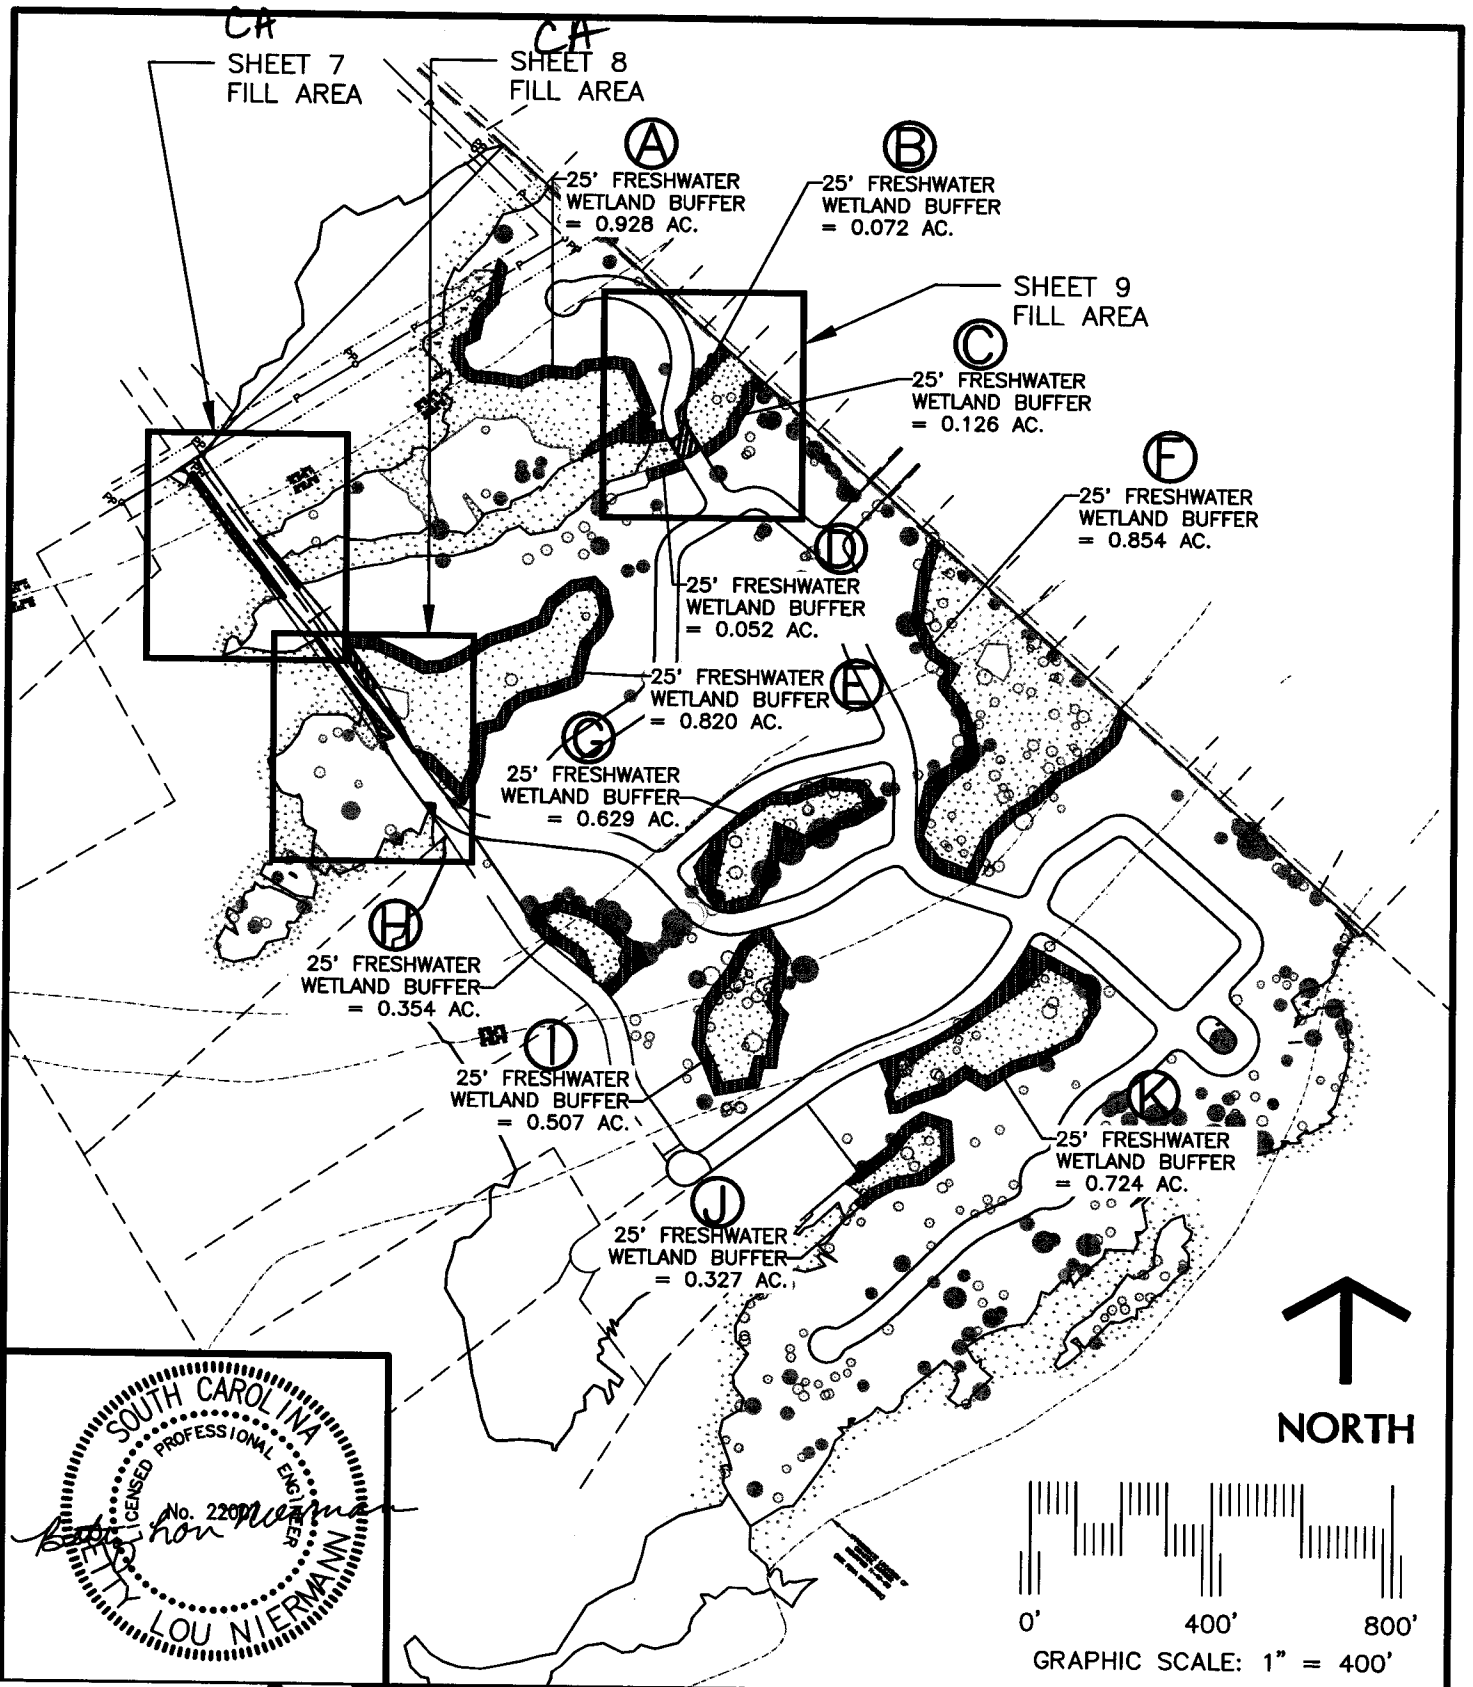 CA
SHEET 7
FILL AREA
CA
SHEET 8
FILL AREA
A
25' FRESHWATER
WETLAND BUFFER
= 0.928 AC.
B
25' FRESHWATER
WETLAND BUFFER
= 0.072 AC.
SHEET 9
FILL AREA
C
25' FRESHWATER
WETLAND BUFFER
= 0.126 AC.
F
25' FRESHWATER
WETLAND BUFFER
= 0.854 AC.
D
25' FRESHWATER
WETLAND BUFFER
= 0.052 AC.
E
25' FRESHWATER
WETLAND BUFFER
= 0.820 AC.
G
25' FRESHWATER
WETLAND BUFFER
= 0.629 AC.
H
25' FRESHWATER
WETLAND BUFFER
= 0.354 AC.
I
25' FRESHWATER
WETLAND BUFFER
= 0.507 AC.
K
25' FRESHWATER
WETLAND BUFFER
= 0.724 AC.
J
25' FRESHWATER
WETLAND BUFFER
= 0.327 AC.
NORTH
0' 400' 800'
GRAPHIC SCALE: 1" = 400'
SOUTH CAROLINA
LICENSED PROFESSIONAL ENGINEER
No.
LOU NIERMANN